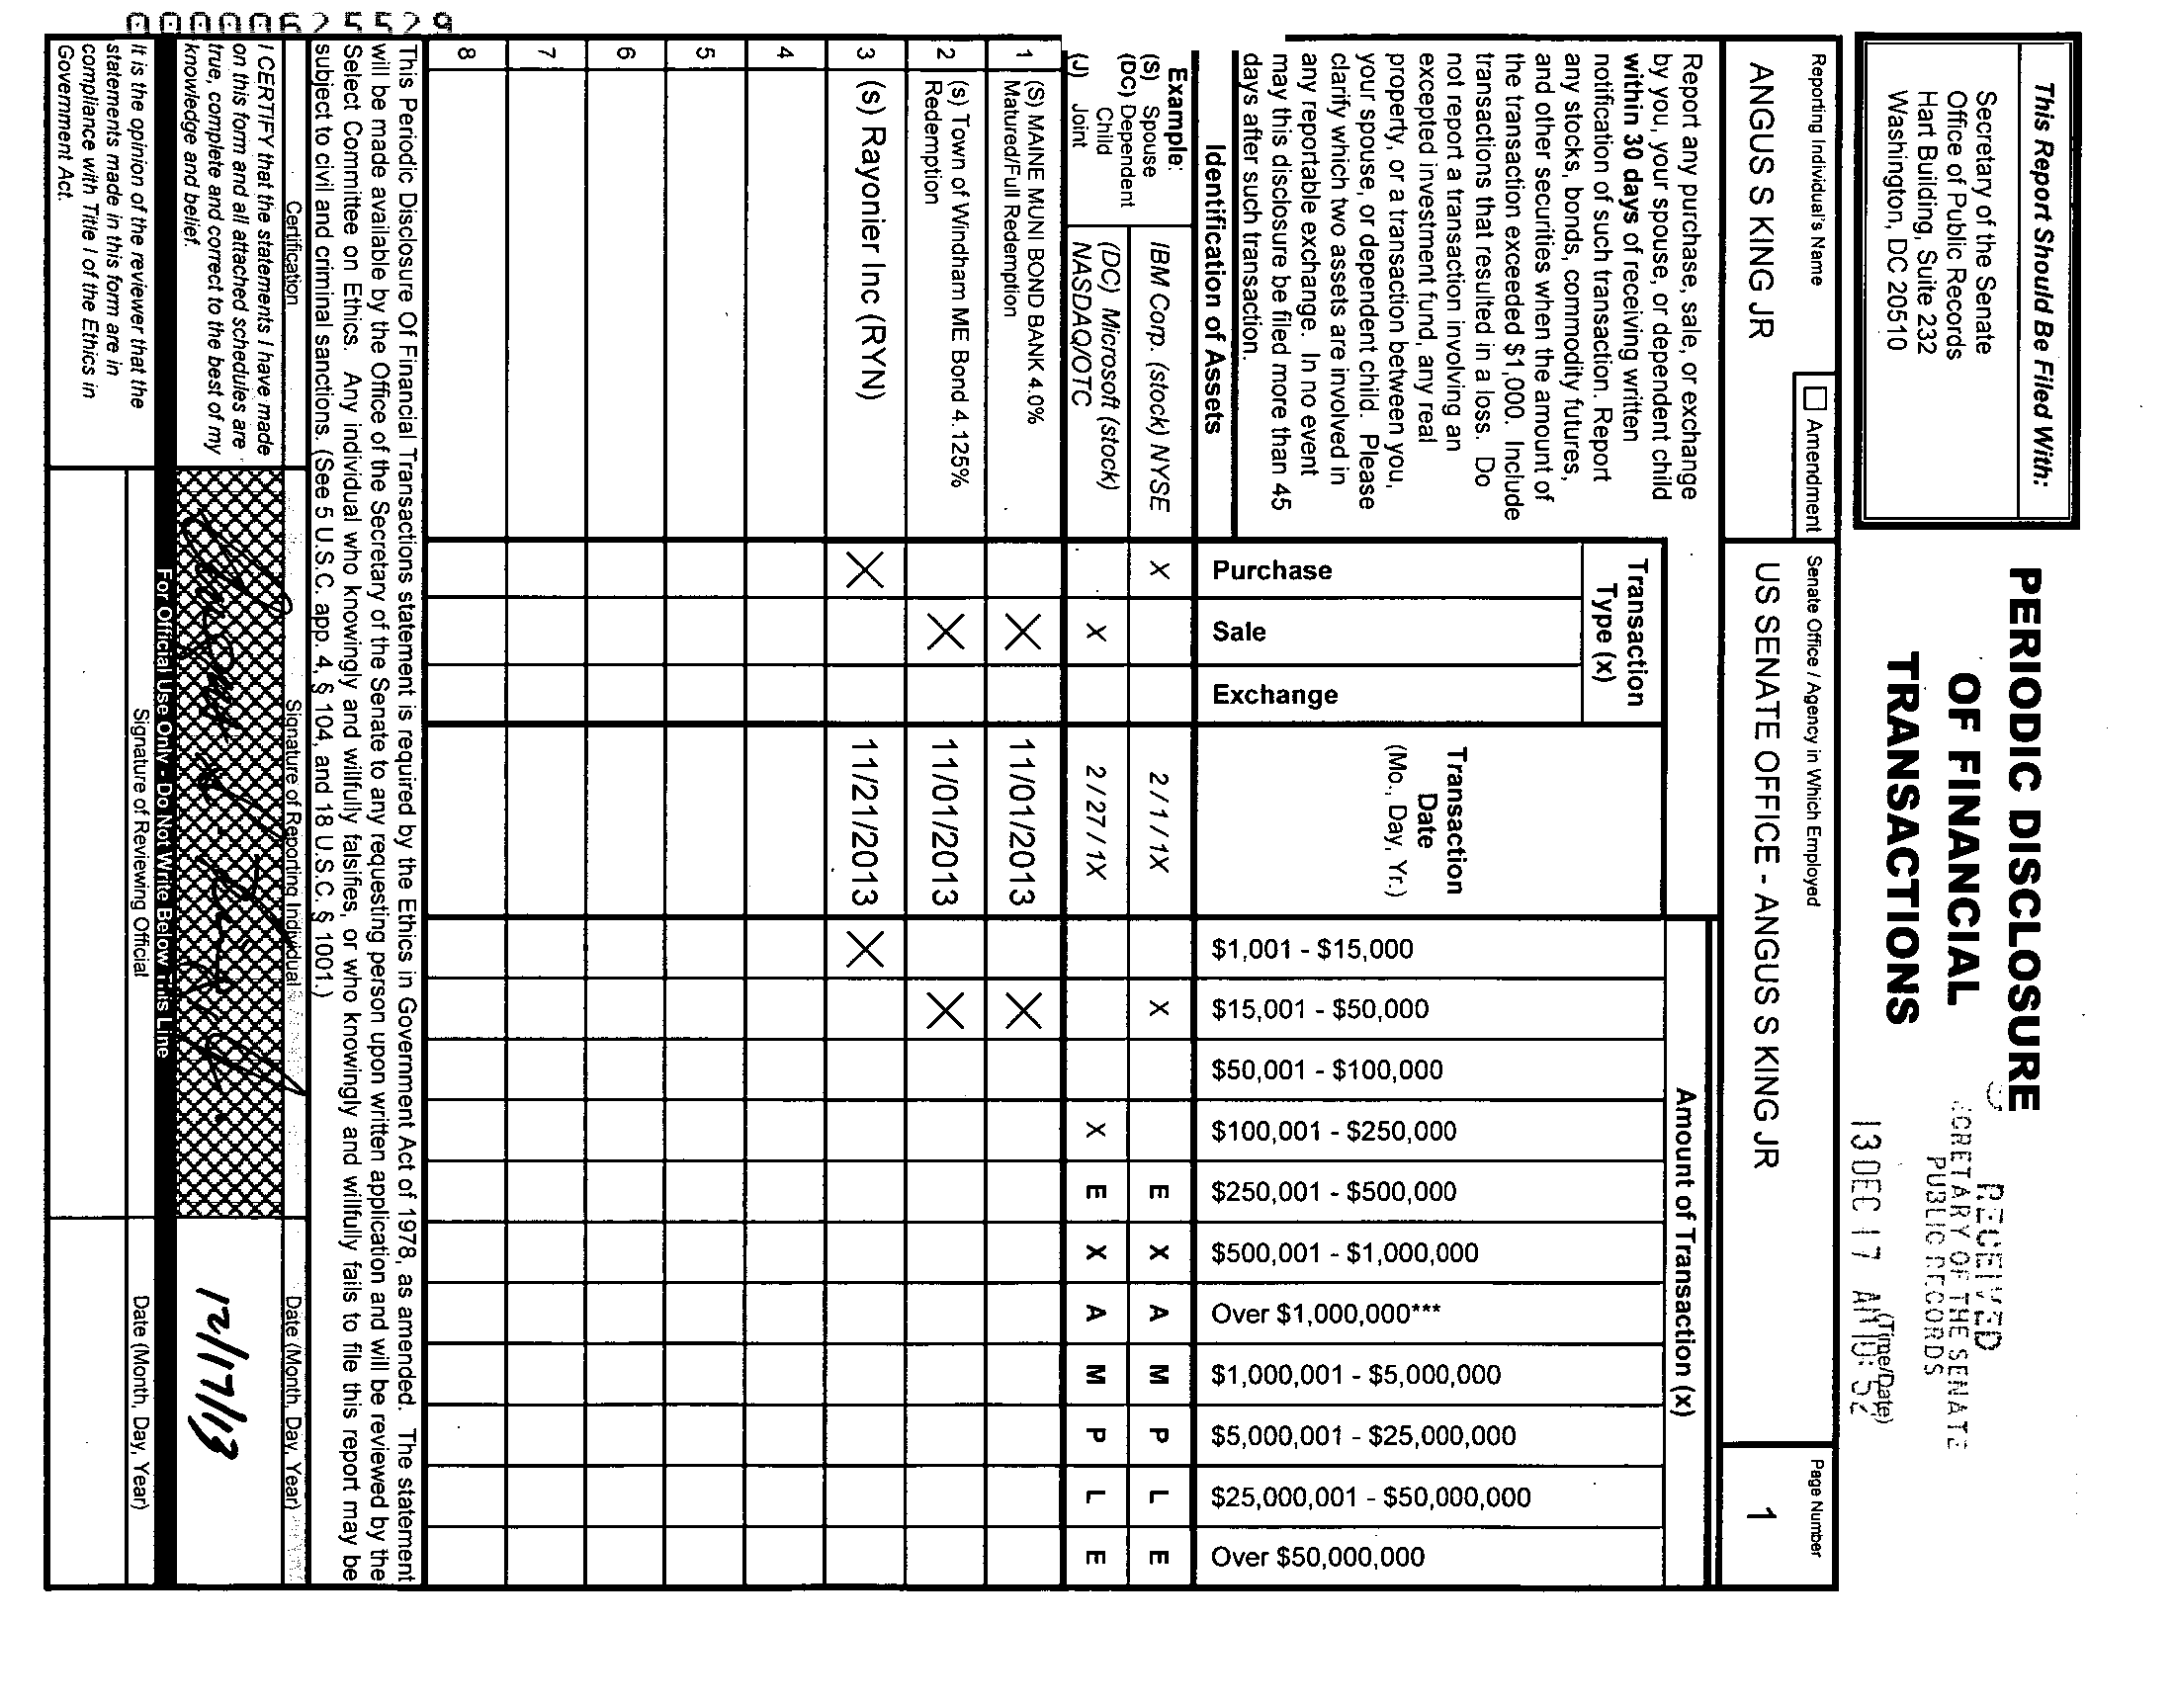 This Report Should Be Filed With:
Secretary of the Senate
Office of Public Records
Hart Building, Suite 232
Washington, DC 20510
PERIODIC DISCLOSURE
OF FINANCIAL
TRANSACTIONS
RECEIVED
SECRETARY OF THE SENATE
PUBLIC RECORDS
(Time/Date)
13 DEC 17 AM 10:52
Reporting Individual's Name
ANGUS S KING JR
Amendment
Senate Office / Agency in Which Employed
US SENATE OFFICE - ANGUS S KING JR
Page Number
1
Report any purchase, sale, or exchange
by you, your spouse, or dependent child
within 30 days of receiving written
notification of such transaction. Report
any stocks, bonds, commodity futures,
and other securities when the amount of
the transaction exceeded $1,000. Include
transactions that resulted in a loss. Do
not report a transaction involving an
excepted investment fund, any real
property, or a transaction between you,
your spouse, or dependent child. Please
clarify which two assets are involved in
any reportable exchange. In no event
may this disclosure be filed more than 45
days after such transaction.
Identification of Assets
Transaction
Type (x)
Purchase
Sale
Exchange
Transaction
Date
(Mo., Day, Yr.)
Amount of Transaction (x)
$1,001 - $15,000
$15,001 - $50,000
$50,001 - $100,000
$100,001 - $250,000
$250,001 - $500,000
$500,001 - $1,000,000
Over $1,000,000***
$1,000,001 - $5,000,000
$5,000,001 - $25,000,000
$25,000,001 - $50,000,000
Over $50,000,000
Example:
(S) Spouse
(DC) Dependent
Child
(J) Joint
IBM Corp. (stock) NYSE X 2 / 1 / 1X X E X A M P L E
(DC) Microsoft (stock)
NASDAQ/OTC X 2 / 27 / 1X X E X A M P L E
1 (S) MAINE MUNI BOND BANK 4.0%
Matured/Full Redemption X 11/01/2013 X
2 (s) Town of Windham ME Bond 4.125%
Redemption X 11/01/2013 X
3 (s) Rayonier Inc (RYN) X 11/21/2013 X
4
5
6
7
8
This Periodic Disclosure Of Financial Transactions statement is required by the Ethics in Government Act of 1978, as amended. The statement
will be made available by the Office of the Secretary of the Senate to any requesting person upon written application and will be reviewed by the
Select Committee on Ethics. Any individual who knowingly and willfully falsifies, or who knowingly and willfully fails to file this report may be
subject to civil and criminal sanctions. (See 5 U.S.C. app. 4, § 104, and 18 U.S.C. § 1001.)
Certification
Signature of Reporting Individual
Date (Month, Day, Year)
I CERTIFY that the statements I have made
on this form and all attached schedules are
true, complete and correct to the best of my
knowledge and belief.
12/17/13
For Official Use Only - Do Not Write Below This Line
It is the opinion of the reviewer that the
statements made in this form are in
compliance with Title I of the Ethics in
Government Act.
Signature of Reviewing Official
Date (Month, Day, Year)
00000625529